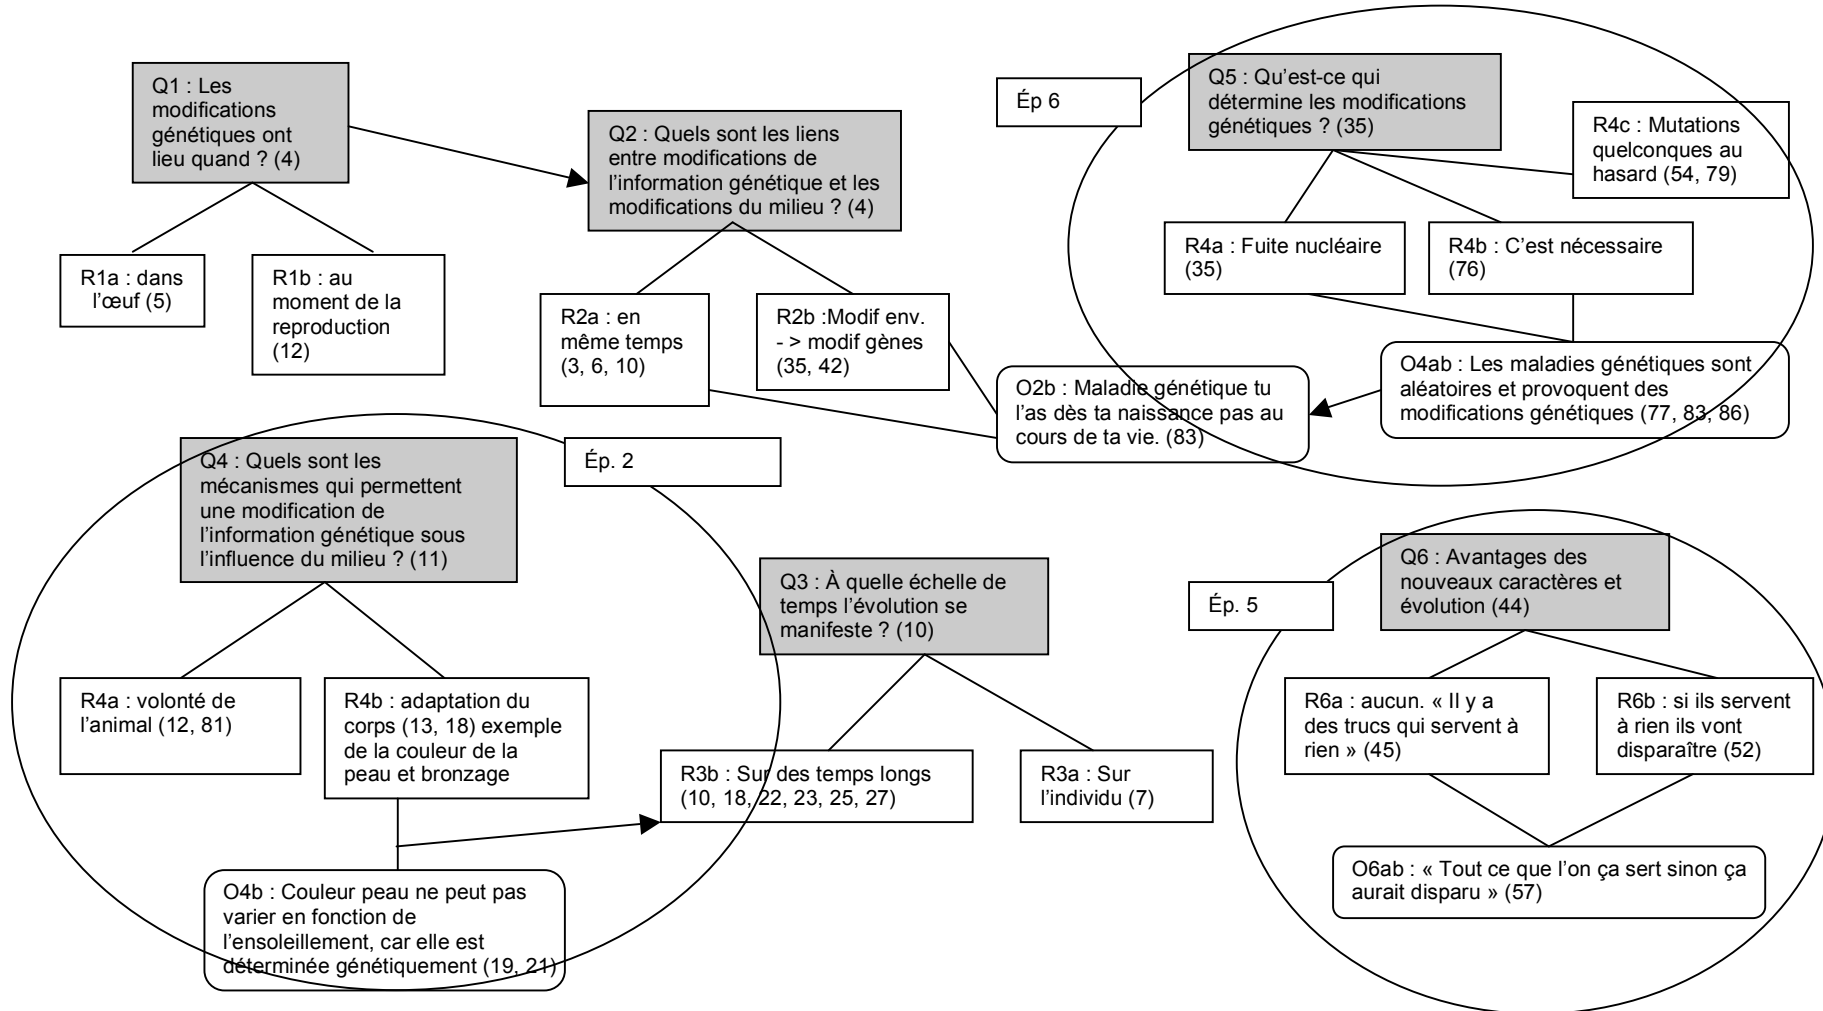 Q1 : Les
modifications
génétiques ont
lieu quand ? (4)
R1a : dans
l'œuf (5)
R1b : au
moment de la
reproduction
(12)
Q2 : Quels sont les liens
entre modifications de
l'information génétique et les
modifications du milieu ? (4)
R2a : en
même temps
(3, 6, 10)
R2b :Modif env.
- > modif gènes
(35, 42)
O2b : Maladie génétique tu
l'as dès ta naissance pas au
cours de ta vie. (83)
Ép 6
Q5 : Qu'est-ce qui
détermine les modifications
génétiques ? (35)
R4c : Mutations
quelconques au
hasard (54, 79)
R4a : Fuite nucléaire
(35)
R4b : C'est nécessaire
(76)
O4ab : Les maladies génétiques sont
aléatoires et provoquent des
modifications génétiques (77, 83, 86)
Ép. 2
Q4 : Quels sont les
mécanismes qui permettent
une modification de
l'information génétique sous
l'influence du milieu ? (11)
R4a : volonté de
l'animal (12, 81)
R4b : adaptation du
corps (13, 18) exemple
de la couleur de la
peau et bronzage
O4b : Couleur peau ne peut pas
varier en fonction de
l'ensoleillement, car elle est
déterminée génétiquement (19, 21)
Q3 : À quelle échelle de
temps l'évolution se
manifeste ? (10)
R3b : Sur des temps longs
(10, 18, 22, 23, 25, 27)
R3a : Sur
l'individu (7)
Ép. 5
Q6 : Avantages des
nouveaux caractères et
évolution (44)
R6a : aucun. « Il y a
des trucs qui servent à
rien » (45)
R6b : si ils servent
à rien ils vont
disparaître (52)
O6ab : « Tout ce que l'on ça sert sinon ça
aurait disparu » (57)